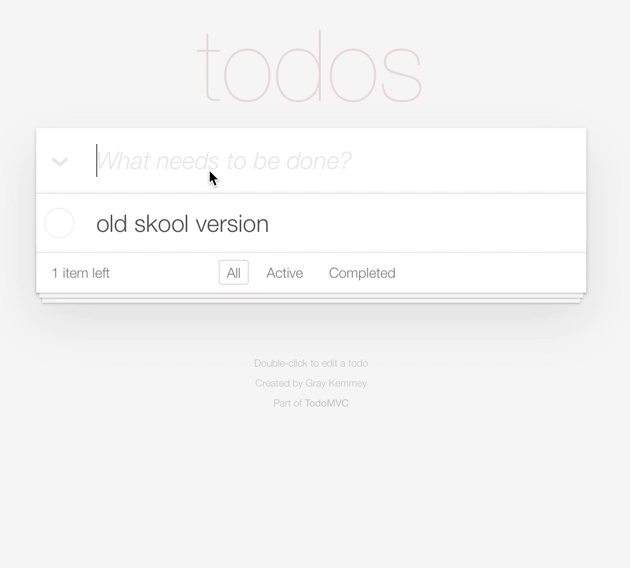 todos
What needs to be done?
old skool version
1 item left All Active Completed
Double-click to edit a todo
Created by Gray Kemmey
Part of TodoMVC